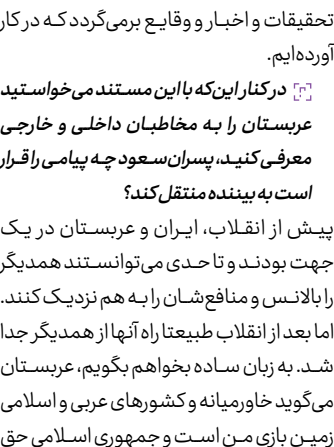 تحقیقات و اخبار و وقایع برمی‌گردد که در کار
آورده‌ایم.
در کنار این‌که با این مستند می‌خواستید
عربستان را به مخاطبان داخلی و خارجی
معرفی کنید، پسران سعود چه پیامی را قرار
است به بیننده منتقل کند؟
پیش از انقلاب، ایران و عربستان در یک
جهت بودند و تا حدی می‌توانستند همدیگر
را بالانس و منافع‌شان را به هم نزدیک کنند.
اما بعد از انقلاب طبیعتا راه آنها از همدیگر جدا
شد. به زبان ساده بخواهم بگویم، عربستان
می‌گوید خاورمیانه و کشورهای عربی و اسلامی
زمین بازی من است و جمهوری اسلامی حق